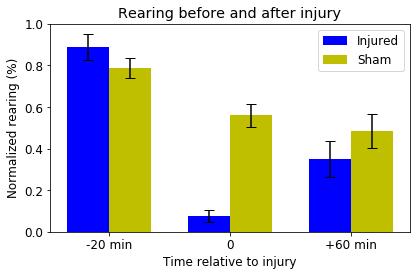 Rearing before and after injury
Normalized rearing (%)
1.0
0.8
0.6
0.4
0.2
0.0
Injured
Sham
-20 min
0
+60 min
Time relative to injury